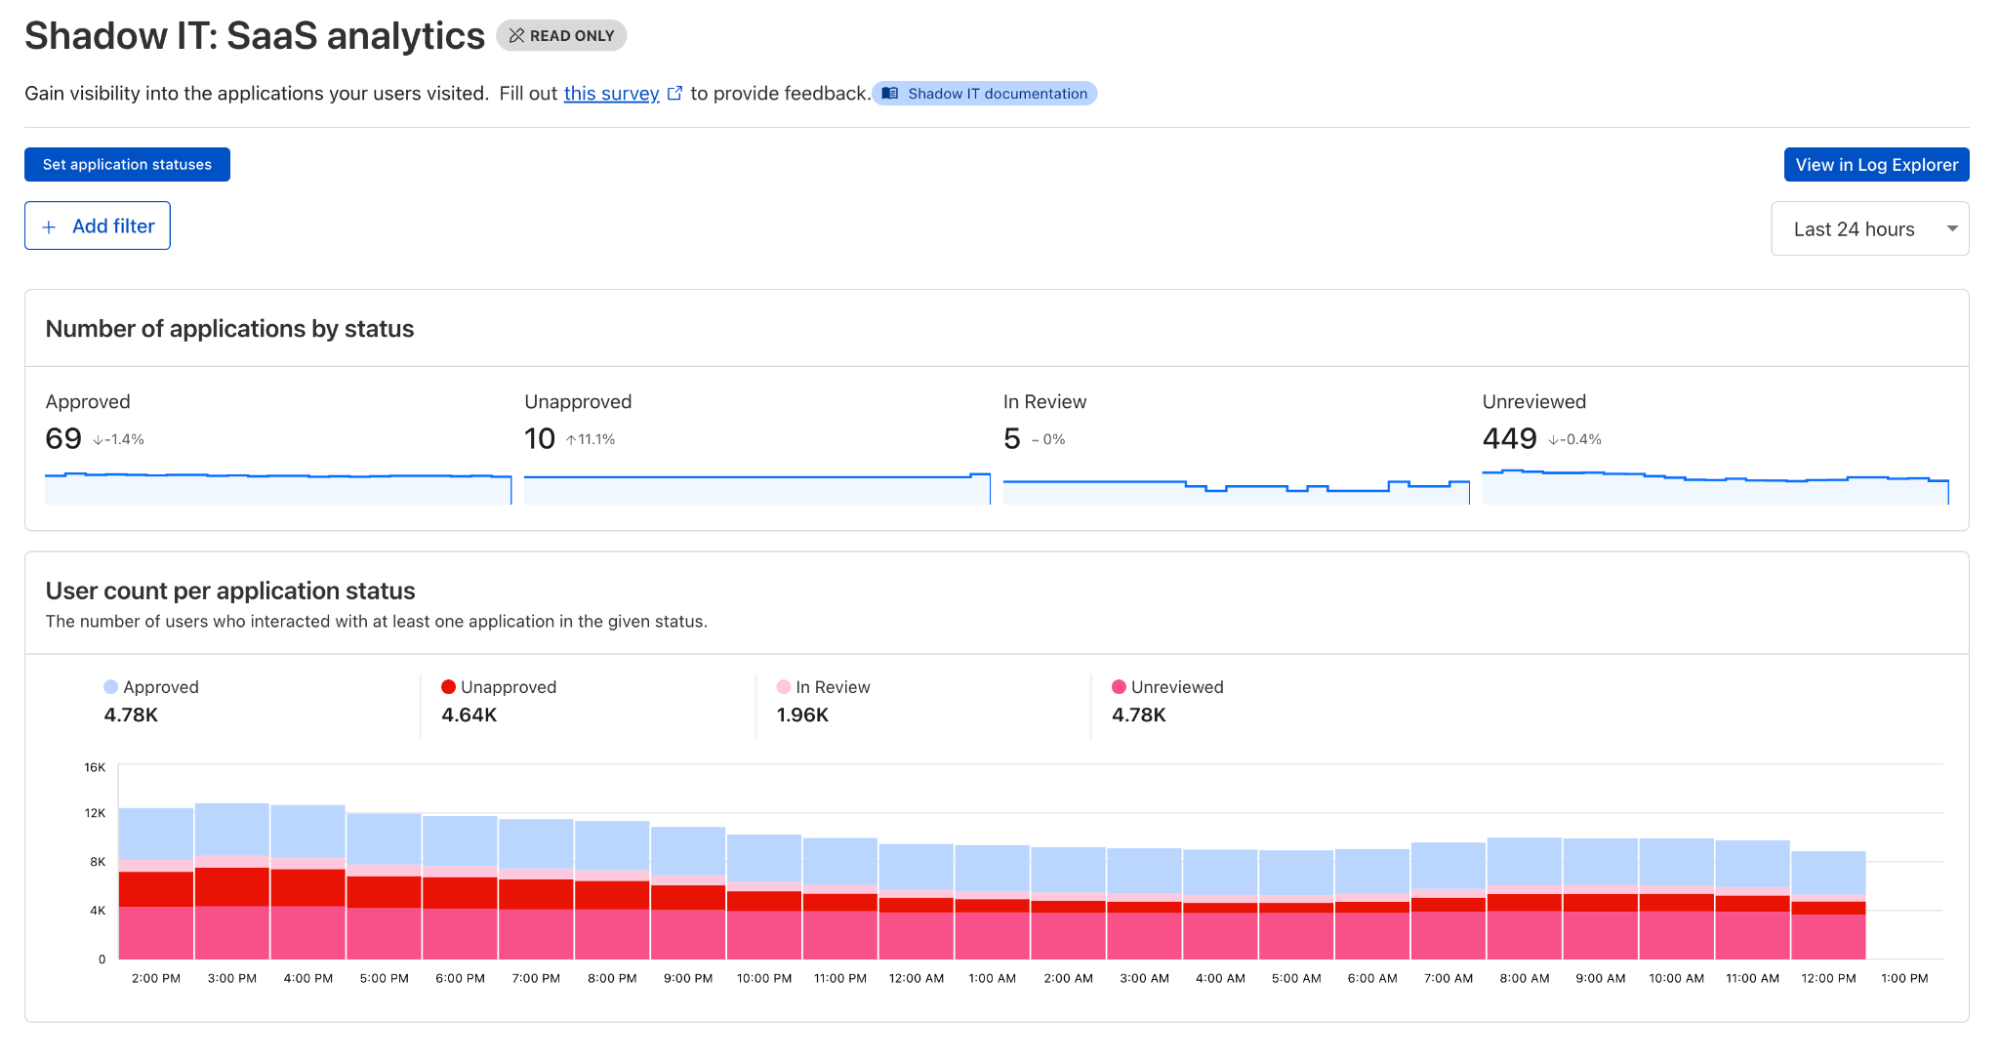 Shadow IT: SaaS analytics READ ONLY
Gain visibility into the applications your users visited. Fill out this survey to provide feedback. Shadow IT documentation
Set application statuses View in Log Explorer
+ Add filter Last 24 hours
Number of applications by status
Approved Unapproved In Review Unreviewed
69 ↓-1.4% 10 ↑11.1% 5 – 0% 449 ↓-0.4%
User count per application status
The number of users who interacted with at least one application in the given status.
Approved Unapproved In Review Unreviewed
4.78K 4.64K 1.96K 4.78K
16K
12K
8K
4K
0
2:00 PM 3:00 PM 4:00 PM 5:00 PM 6:00 PM 7:00 PM 8:00 PM 9:00 PM 10:00 PM 11:00 PM 12:00 AM 1:00 AM 2:00 AM 3:00 AM 4:00 AM 5:00 AM 6:00 AM 7:00 AM 8:00 AM 9:00 AM 10:00 AM 11:00 AM 12:00 PM 1:00 PM